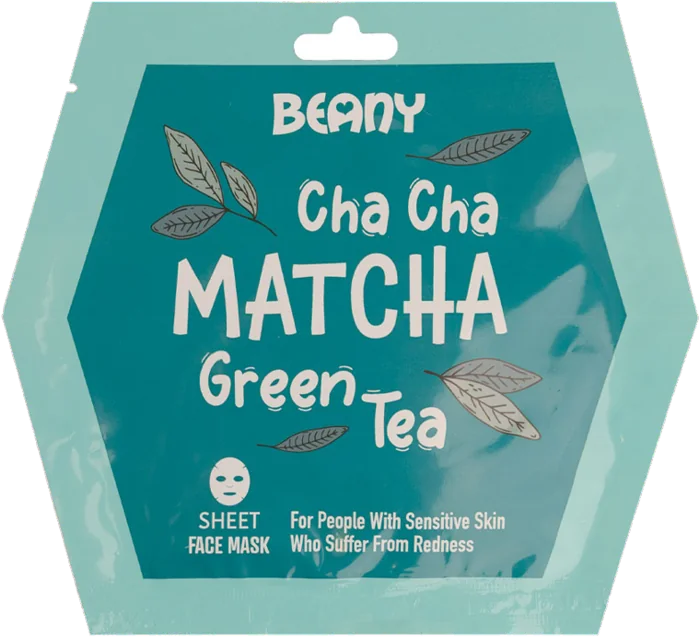 BEANY
Cha Cha
MATCHA
Green
Tea
SHEET
FACE MASK
For People With Sensitive Skin
Who Suffer From Redness